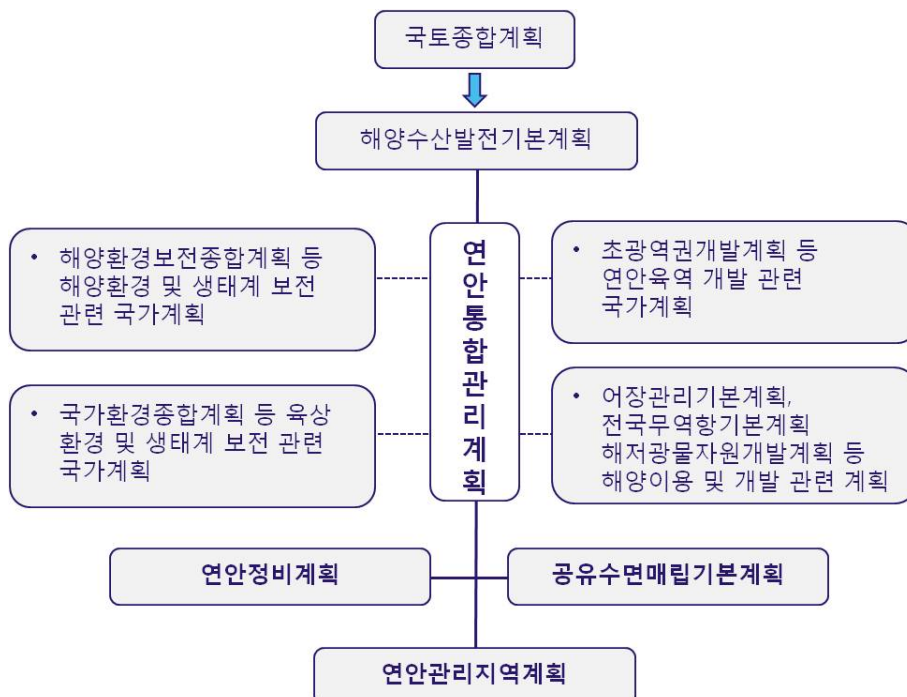 국토종합계획
해양수산발전기본계획
• 해양환경보전종합계획 등
해양환경 및 생태계 보전
관련 국가계획
• 국가환경종합계획 등 육상
환경 및 생태계 보전 관련
국가계획
연
안
통
합
관
리
계
획
• 초광역권개발계획 등
연안육역 개발 관련
국가계획
• 어장관리기본계획,
전국무역항기본계획
해저광물자원개발계획 등
해양이용 및 개발 관련 계획
연안정비계획
공유수면매립기본계획
연안관리지역계획